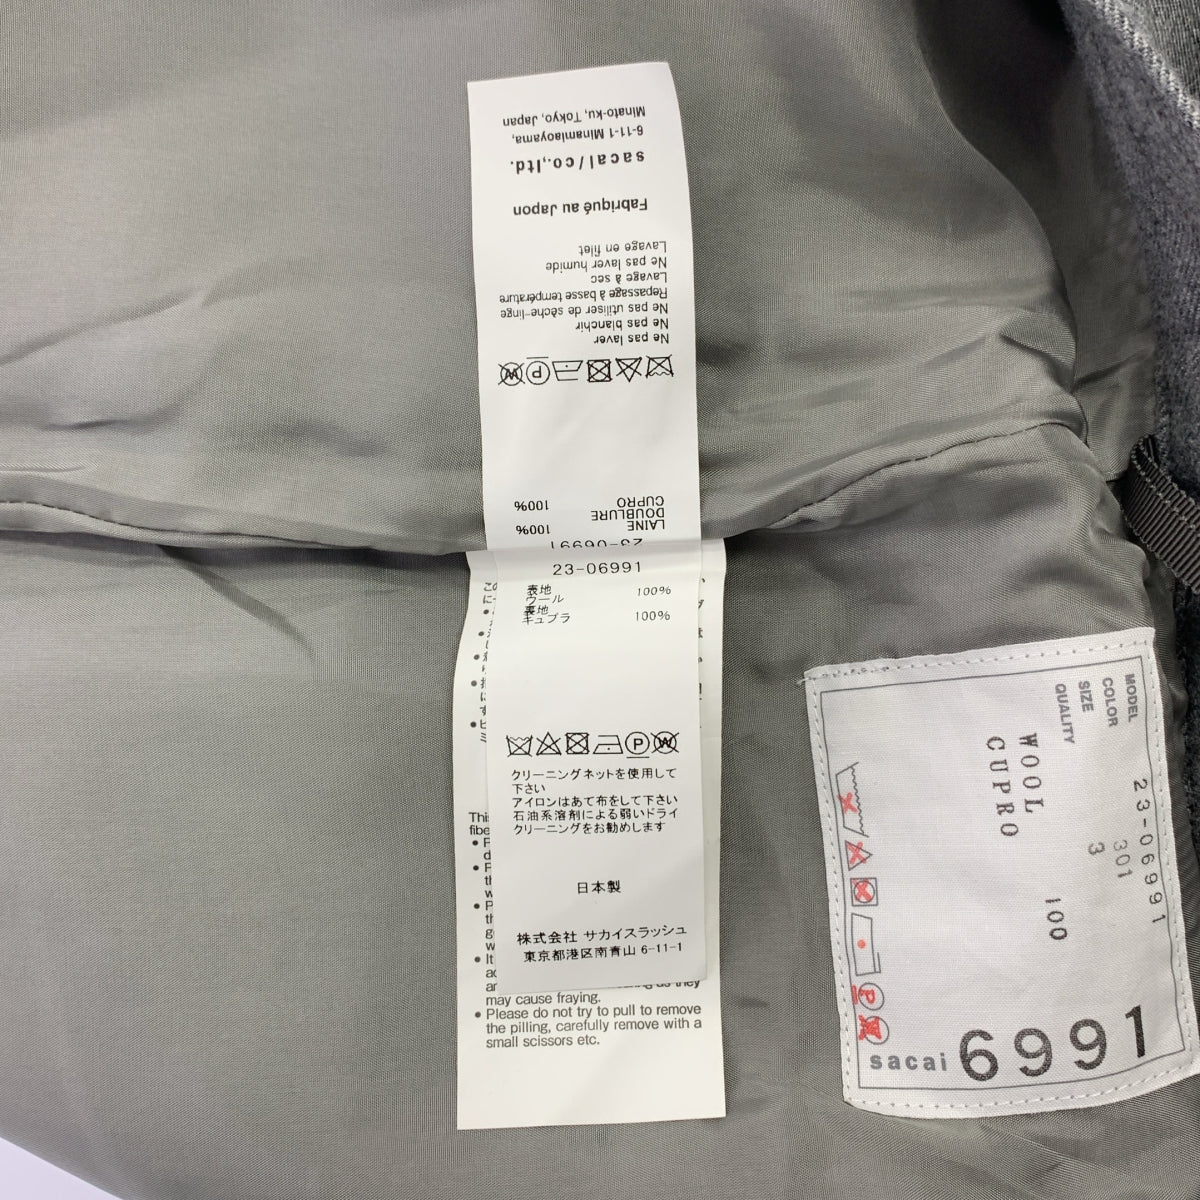 Minato-ku, Tokyo, Japan
6-11-1 Minamiaoyama,
sacai/co.,ltd.
Fabriqué au Japon
Lavage en filet
Ne pas laver humide
Lavage à sec
Repassage à basse température
Ne pas utiliser de sèche-linge
Ne pas blanchir
Ne pas laver
CUPRO 100%
DOUBLURE
LAINE 100%
23-06991
23-06991
表地
ウール 100%
裏地
キュプラ 100%
クリーニングネットを使用して
下さい
アイロンはあて布をして下さい
石油系溶剤による弱いドライ
クリーニングをお勧めします
日本製
株式会社 サカイスラッシュ
東京都港区南青山 6-11-1
may cause fraying.
• Please do not try to pull to remove
the pilling, carefully remove with a
small scissors etc.
MODEL 23-06991
COLOR 301
SIZE 3
QUALITY
WOOL 100
CUPRO
sacai 6991